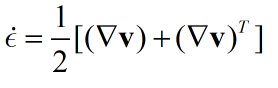 ϵ̇ = 1/2 [(∇v) + (∇v)ᵀ]